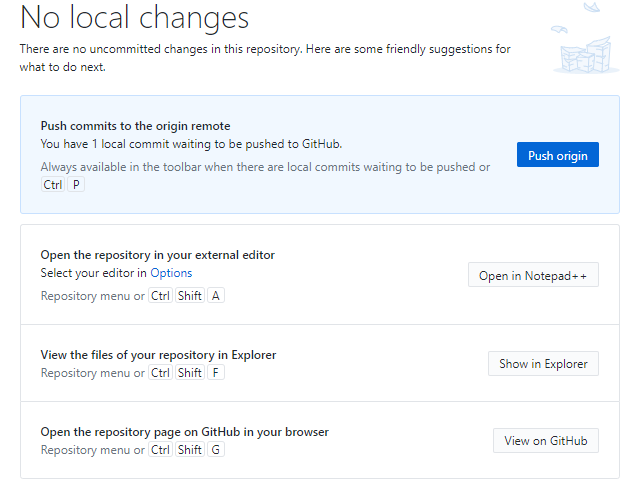 No local changes
There are no uncommitted changes in this repository. Here are some friendly suggestions for
what to do next.
Push commits to the origin remote
You have 1 local commit waiting to be pushed to GitHub.
Always available in the toolbar when there are local commits waiting to be pushed or
Ctrl P
Push origin
Open the repository in your external editor
Select your editor in Options
Repository menu or Ctrl Shift A
Open in Notepad++
View the files of your repository in Explorer
Repository menu or Ctrl Shift F
Show in Explorer
Open the repository page on GitHub in your browser
Repository menu or Ctrl Shift G
View on GitHub